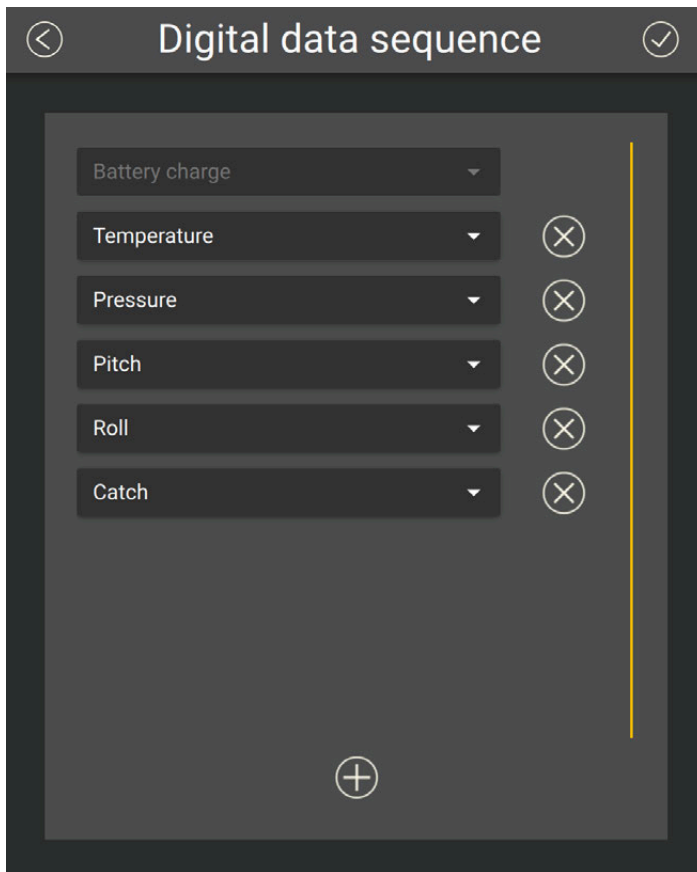 Digital data sequence
Battery charge
Temperature
Pressure
Pitch
Roll
Catch